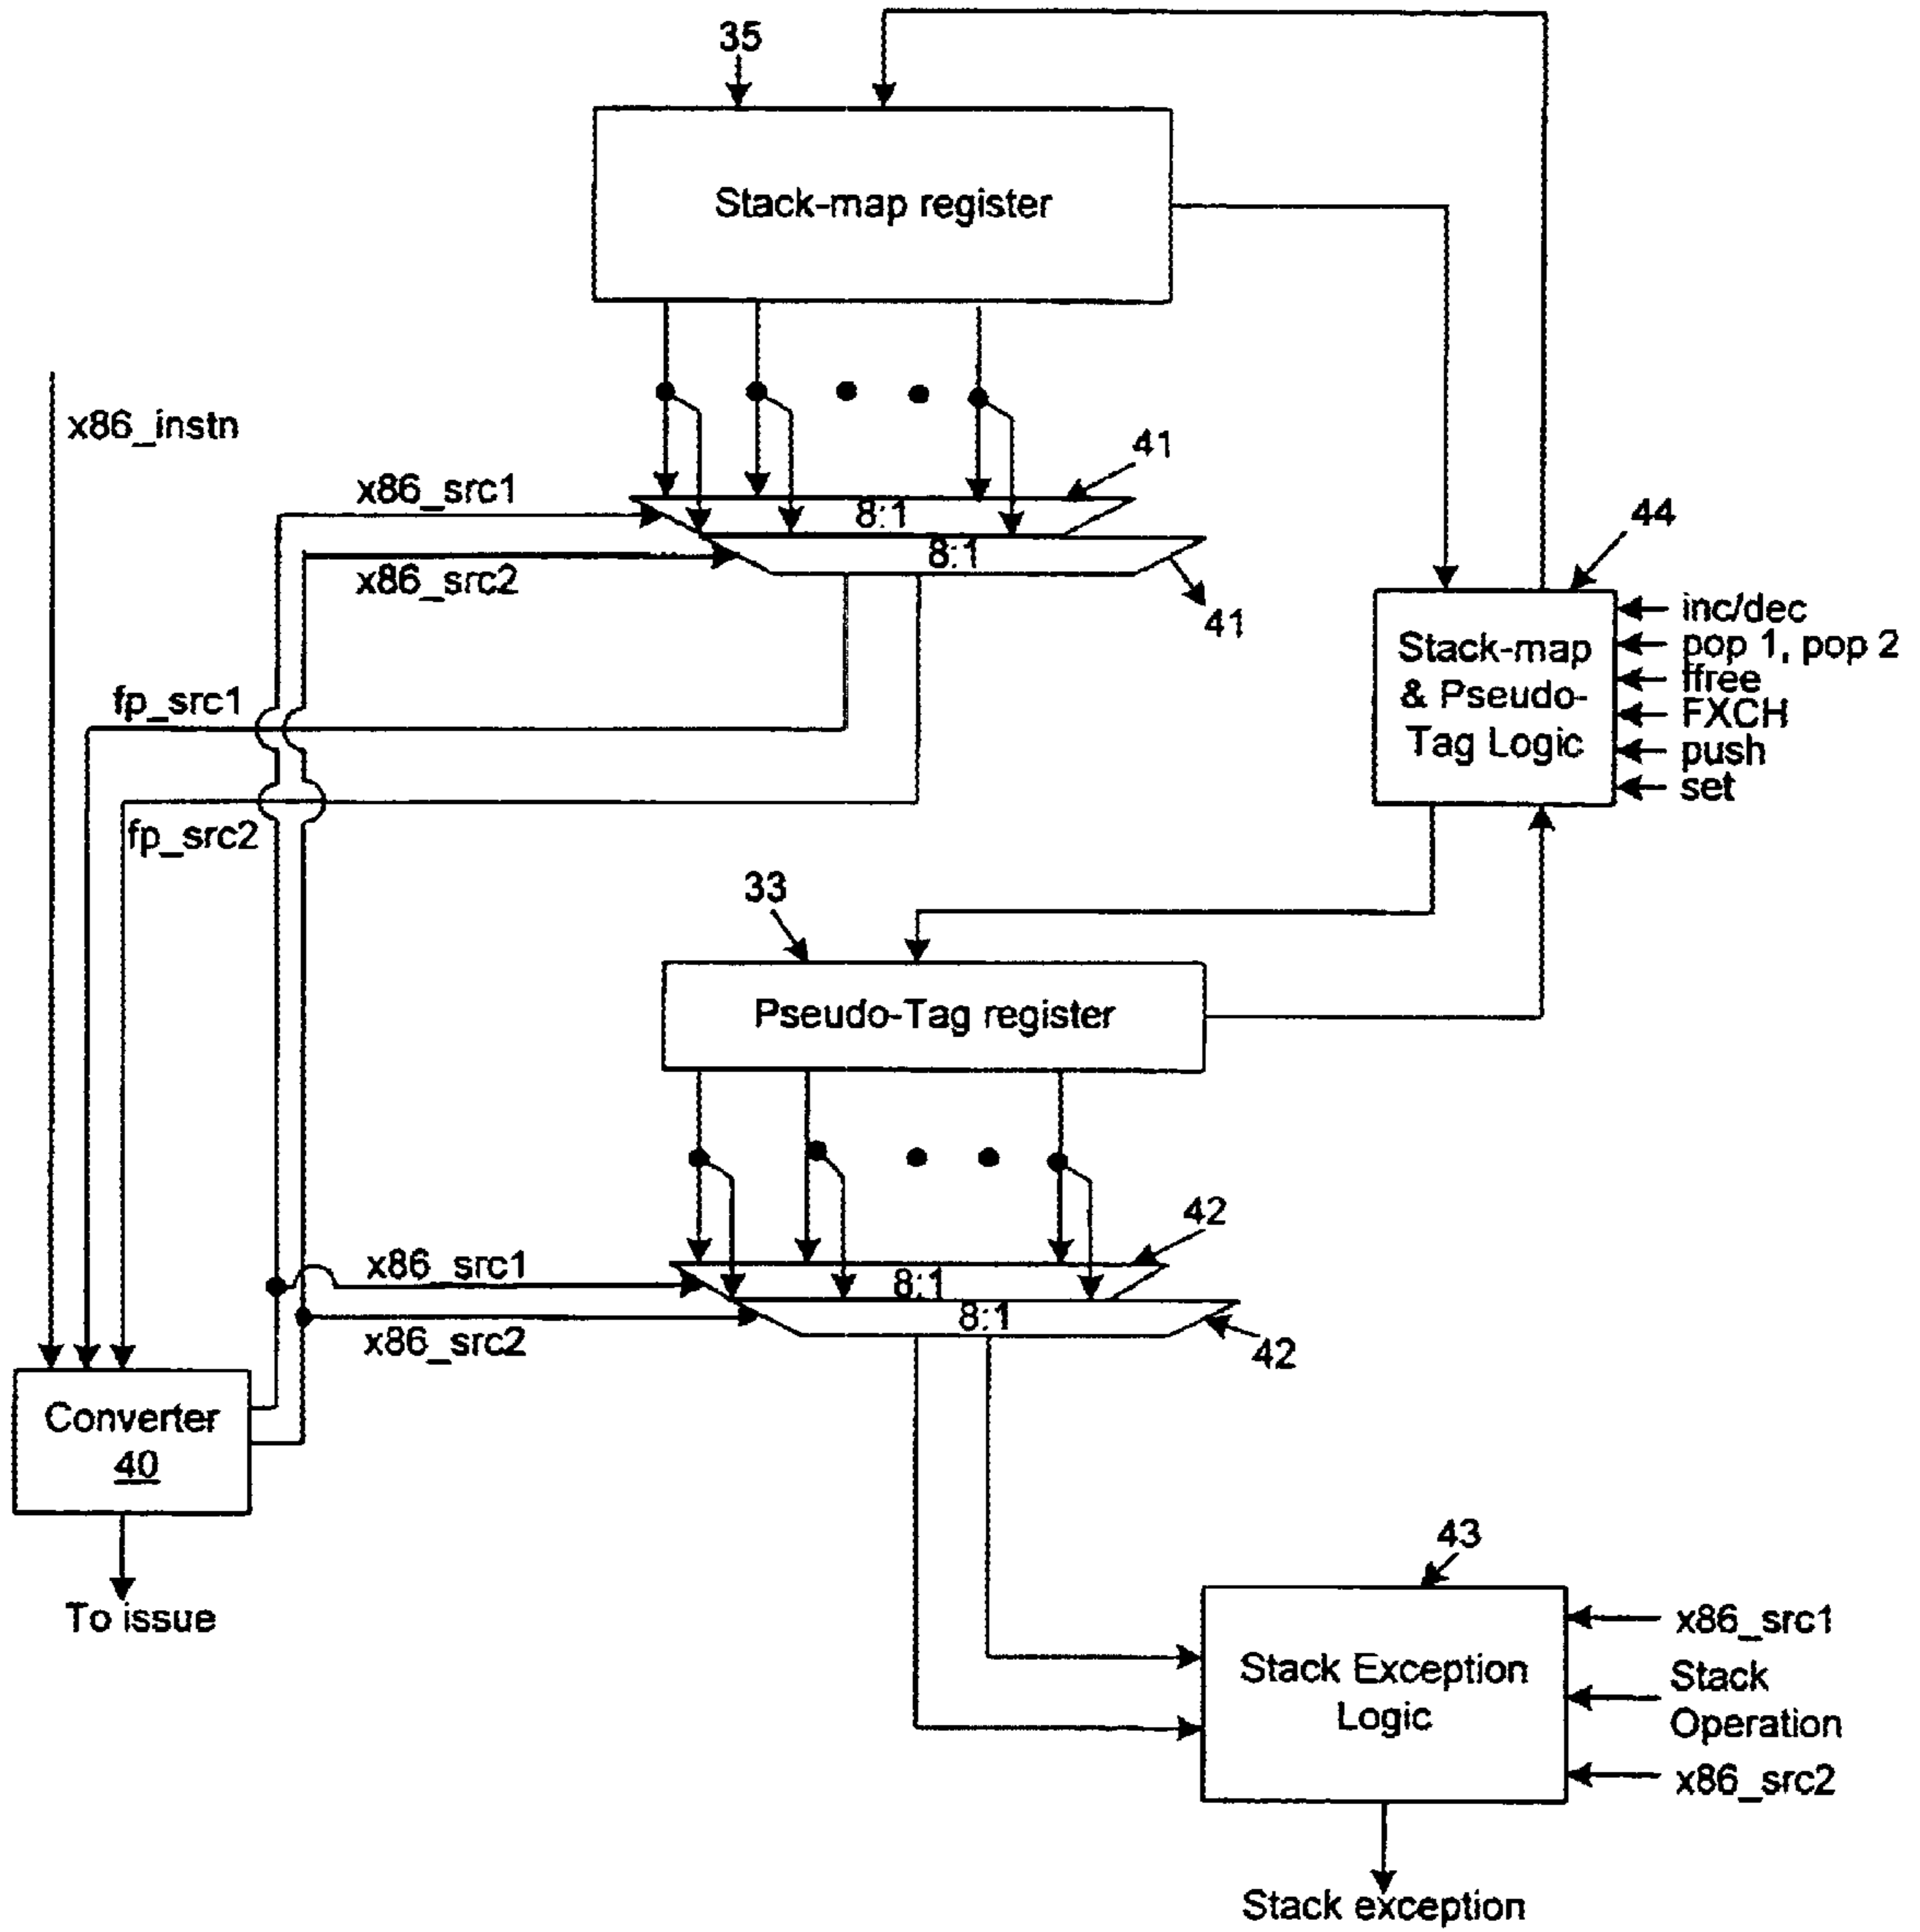 35
Stack-map register
x86_instn
41
x86_src1
8:1
8:1
x86_src2
41
44
Stack-map
& Pseudo-
Tag Logic
inc/dec
pop 1, pop 2
ffree
FXCH
push
set
fp_src1
fp_src2
33
Pseudo-Tag register
42
x86_src1
8:1
8:1
x86_src2
42
Converter
40
To issue
43
Stack Exception
Logic
x86_src1
Stack
Operation
x86_src2
Stack exception